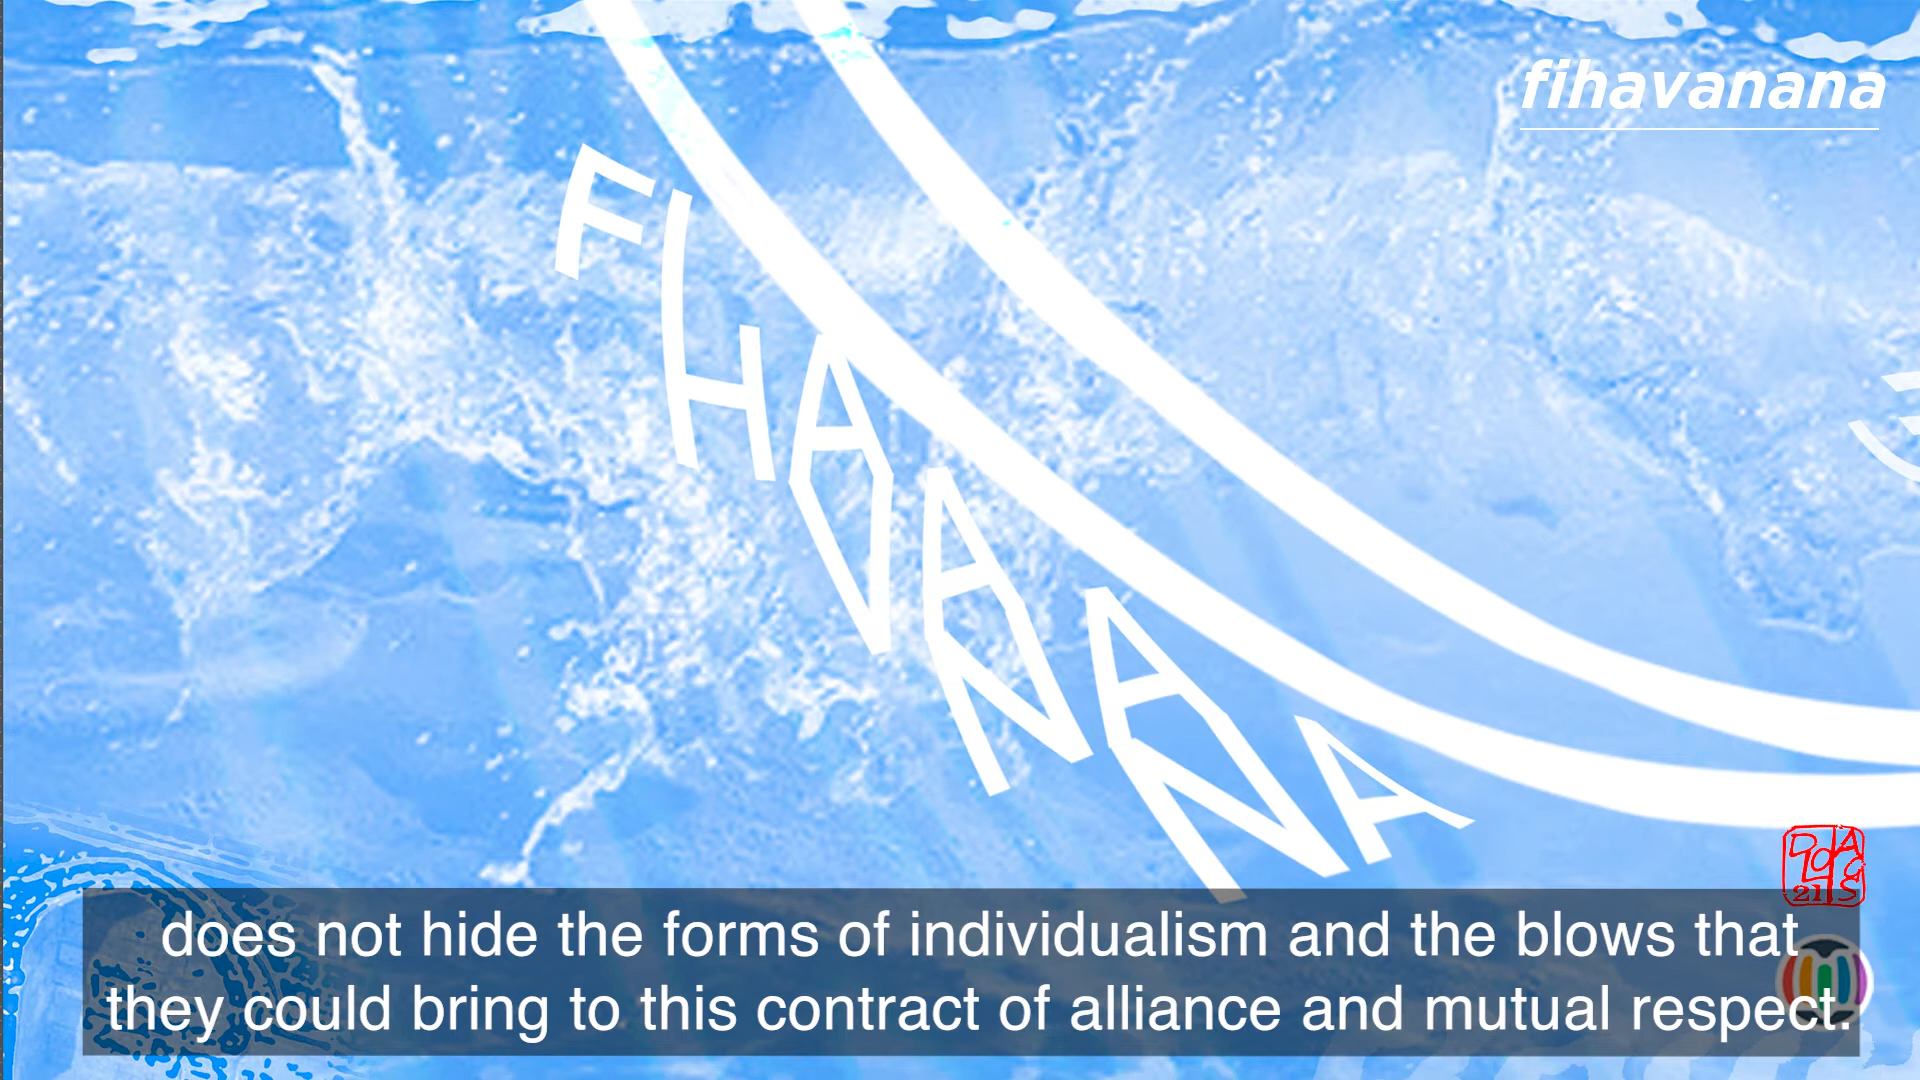 fihavanana
FIHAVANANA
does not hide the forms of individualism and the blows that
they could bring to this contract of alliance and mutual respect.